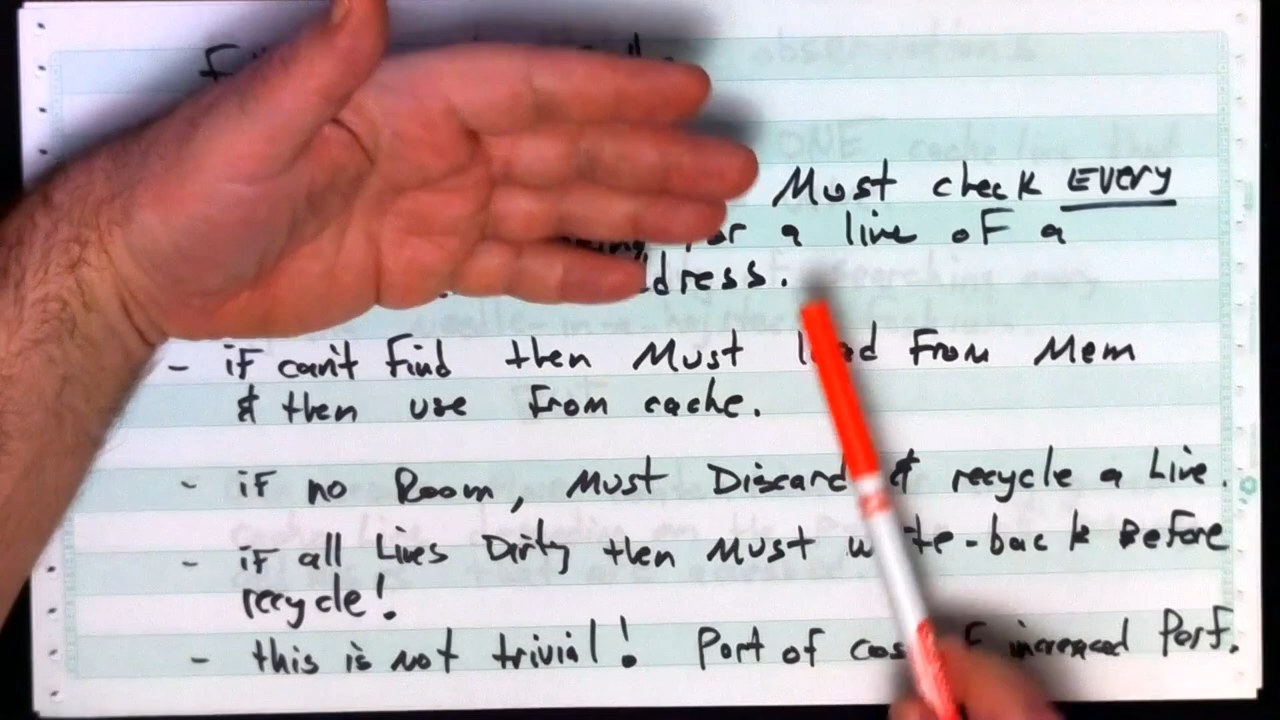 Must check EVERY
for a line of a
dress.
- if can't find then Must load From Mem
& then use From cache.
- if no Room, Must Discard & recycle a Line.
- if all Lines Dirty then Must write-back Before
recycle!
- this is not trivial! Part of cost of increased Perf.